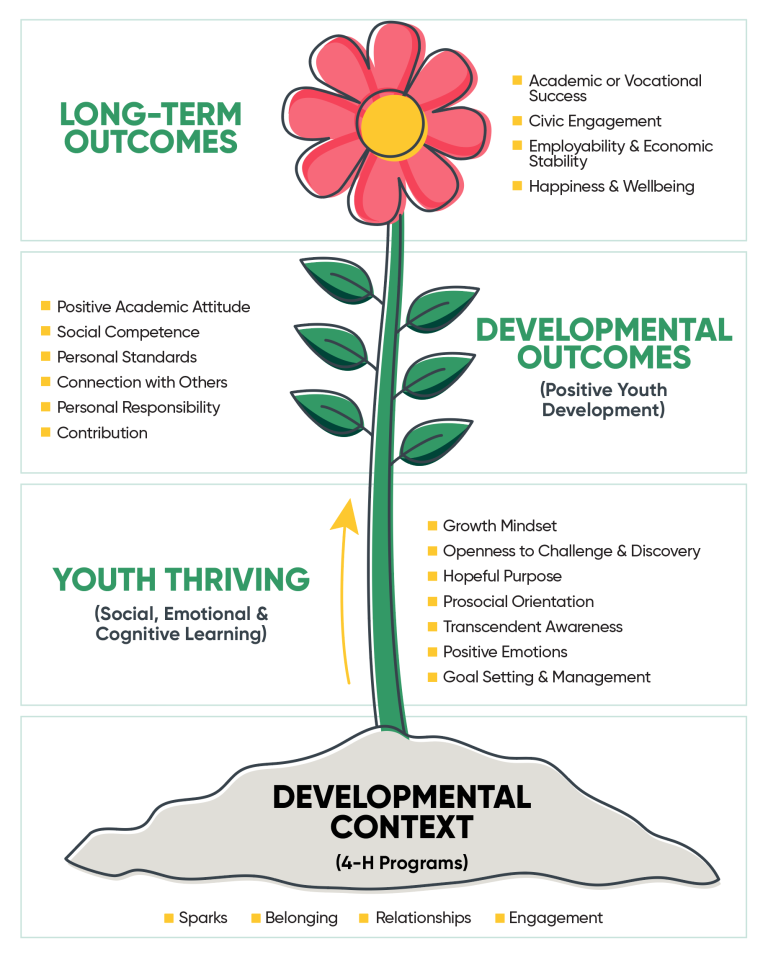 LONG-TERM
OUTCOMES
Academic or Vocational
Success
Civic Engagement
Employability & Economic
Stability
Happiness & Wellbeing
Positive Academic Attitude
Social Competence
Personal Standards
Connection with Others
Personal Responsibility
Contribution
DEVELOPMENTAL
OUTCOMES
(Positive Youth
Development)
YOUTH THRIVING
(Social, Emotional &
Cognitive Learning)
Growth Mindset
Openness to Challenge & Discovery
Hopeful Purpose
Prosocial Orientation
Transcendent Awareness
Positive Emotions
Goal Setting & Management
DEVELOPMENTAL
CONTEXT
(4-H Programs)
Sparks Belonging Relationships Engagement